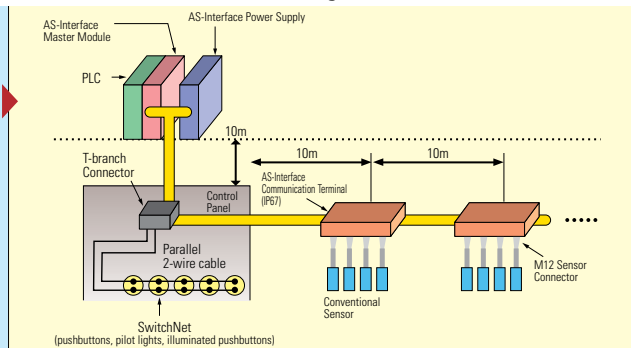 AS-Interface
Master Module
AS-Interface Power Supply
PLC
10m
10m
10m
T-branch
Connector
AS-Interface
Communication Terminal
(IP67)
Control
Panel
Parallel
2-wire cable
M12 Sensor
Connector
Conventional
Sensor
SwitchNet
(pushbuttons, pilot lights, illuminated pushbuttons)